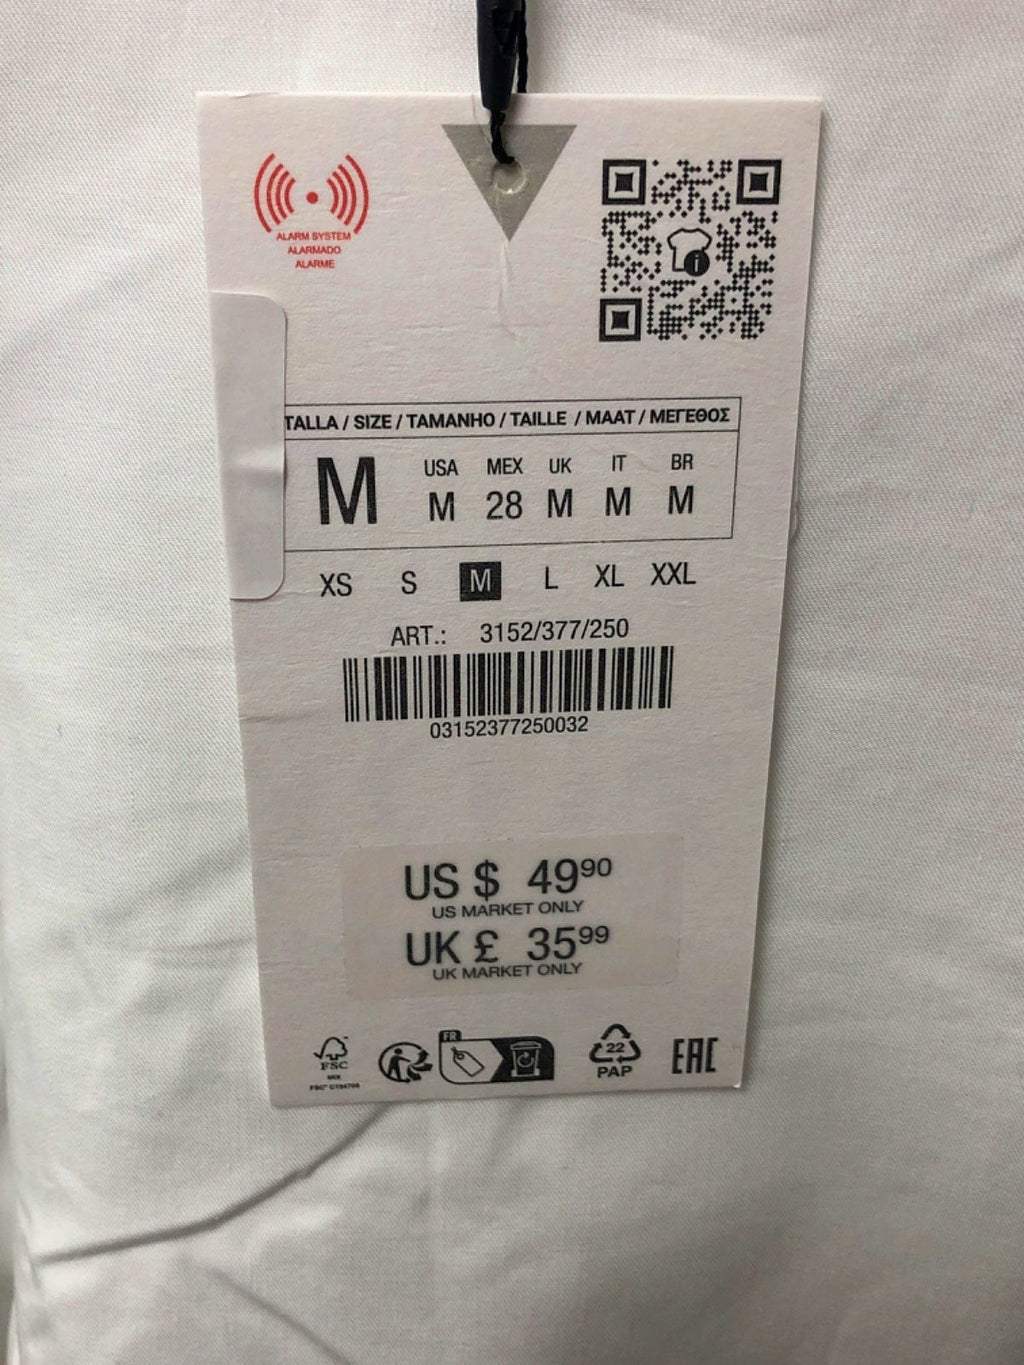 ALARM SYSTEM
ALARMADO
ALARME
TALLA / SIZE / TAMANHO / TAILLE / MAAT / ΜΕΓΕΘΟΣ
USA MEX UK IT BR
M M 28 M M M
XS S M L XL XXL
ART.: 3152/377/250
03152377250032
US $ 49⁹⁰
US MARKET ONLY
UK £ 35⁹⁹
UK MARKET ONLY
FR
FSC
MIX
22
PAP
EAC